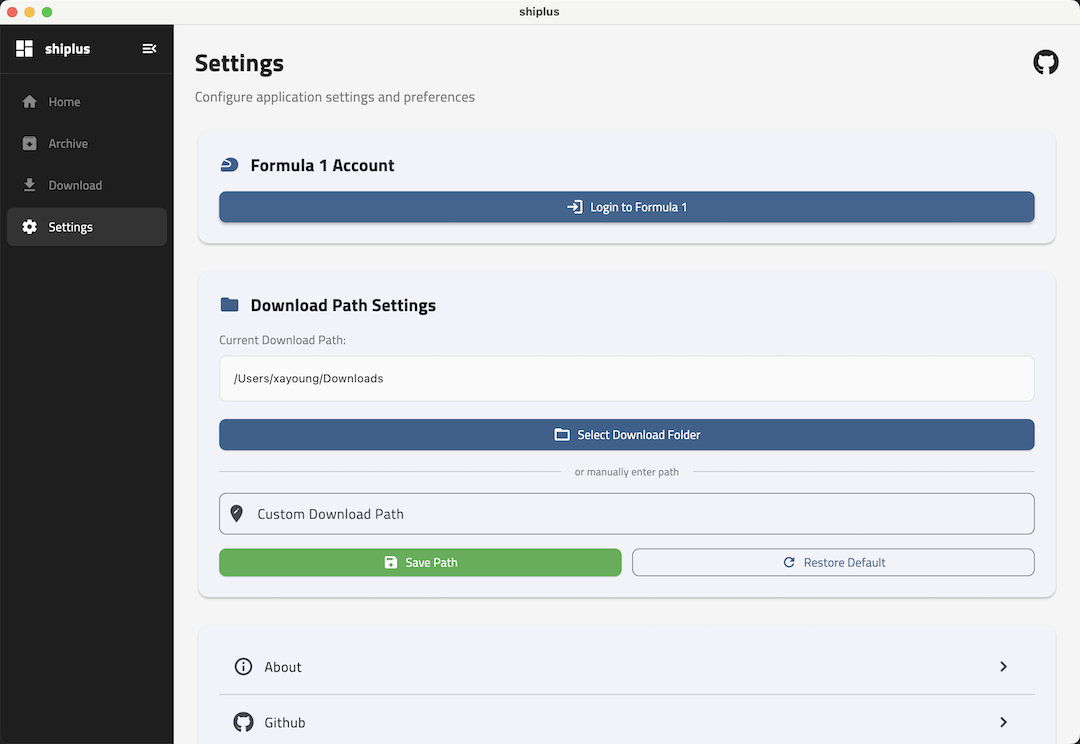 shiplus
shiplus
Home
Archive
Download
Settings
Settings
Configure application settings and preferences
Formula 1 Account
Login to Formula 1
Download Path Settings
Current Download Path:
/Users/xayoung/Downloads
Select Download Folder
or manually enter path
Custom Download Path
Save Path
Restore Default
About
Github